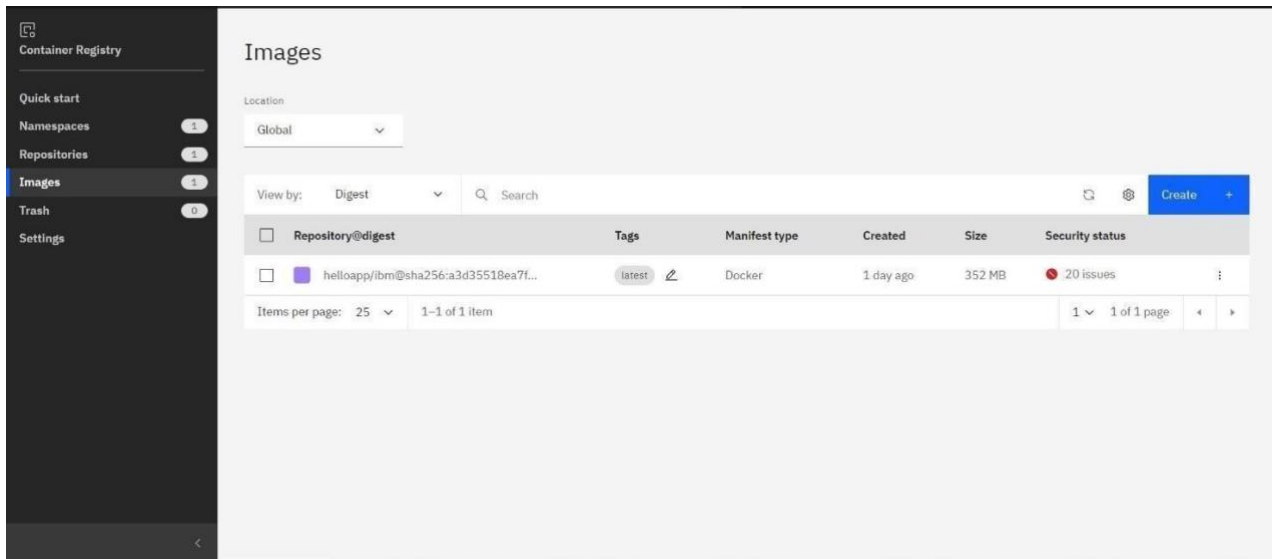 Container Registry
Quick start
Namespaces 1
Repositories 1
Images 1
Trash 0
Settings
Images
Location
Global
View by: Digest Search Create +
Repository@digest Tags Manifest type Created Size Security status
helloapp/ibm@sha256:a3d35518ea7f... latest Docker 1 day ago 352 MB 20 issues
Items per page: 25 1–1 of 1 item 1 1 of 1 page